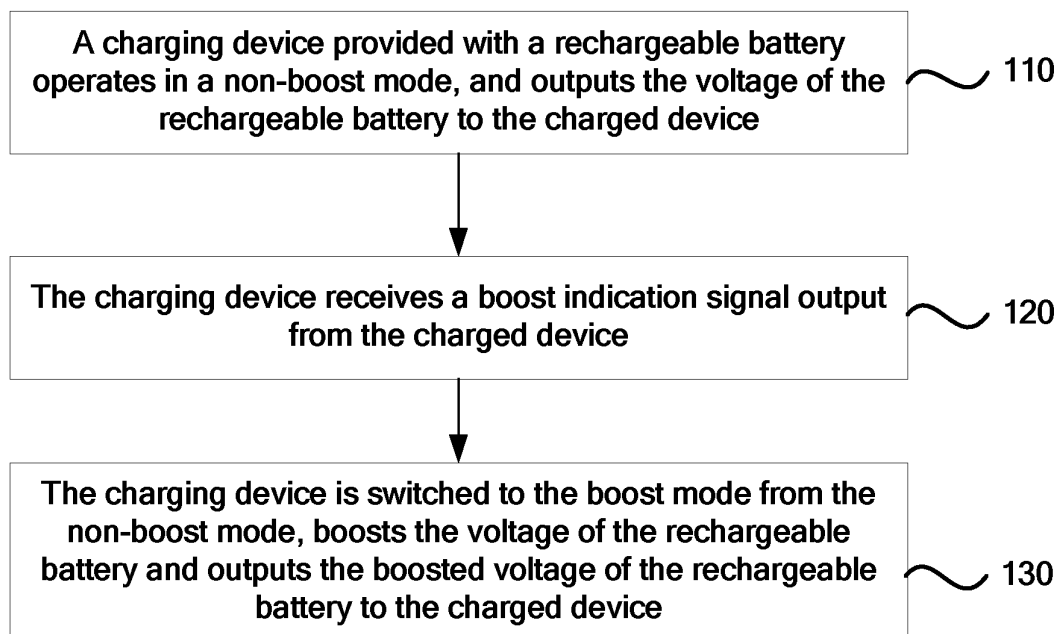 A charging device provided with a rechargeable battery
operates in a non-boost mode, and outputs the voltage of the
rechargeable battery to the charged device
110
The charging device receives a boost indication signal output
from the charged device
120
The charging device is switched to the boost mode from the
non-boost mode, boosts the voltage of the rechargeable
battery and outputs the boosted voltage of the rechargeable
battery to the charged device
130